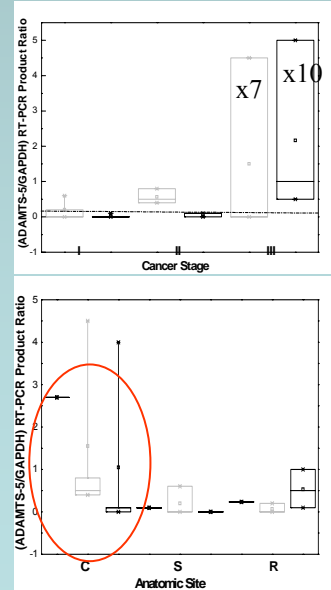 (ADAMTS-5/GAPDH) RT-PCR Product Ratio
5
4
3
2
1
0
-1
x7
x10
I
II
III
Cancer Stage
(ADAMTS-5/GAPDH) RT-PCR Product Ratio
5
4
3
2
1
0
-1
C
S
R
Anatomic Site